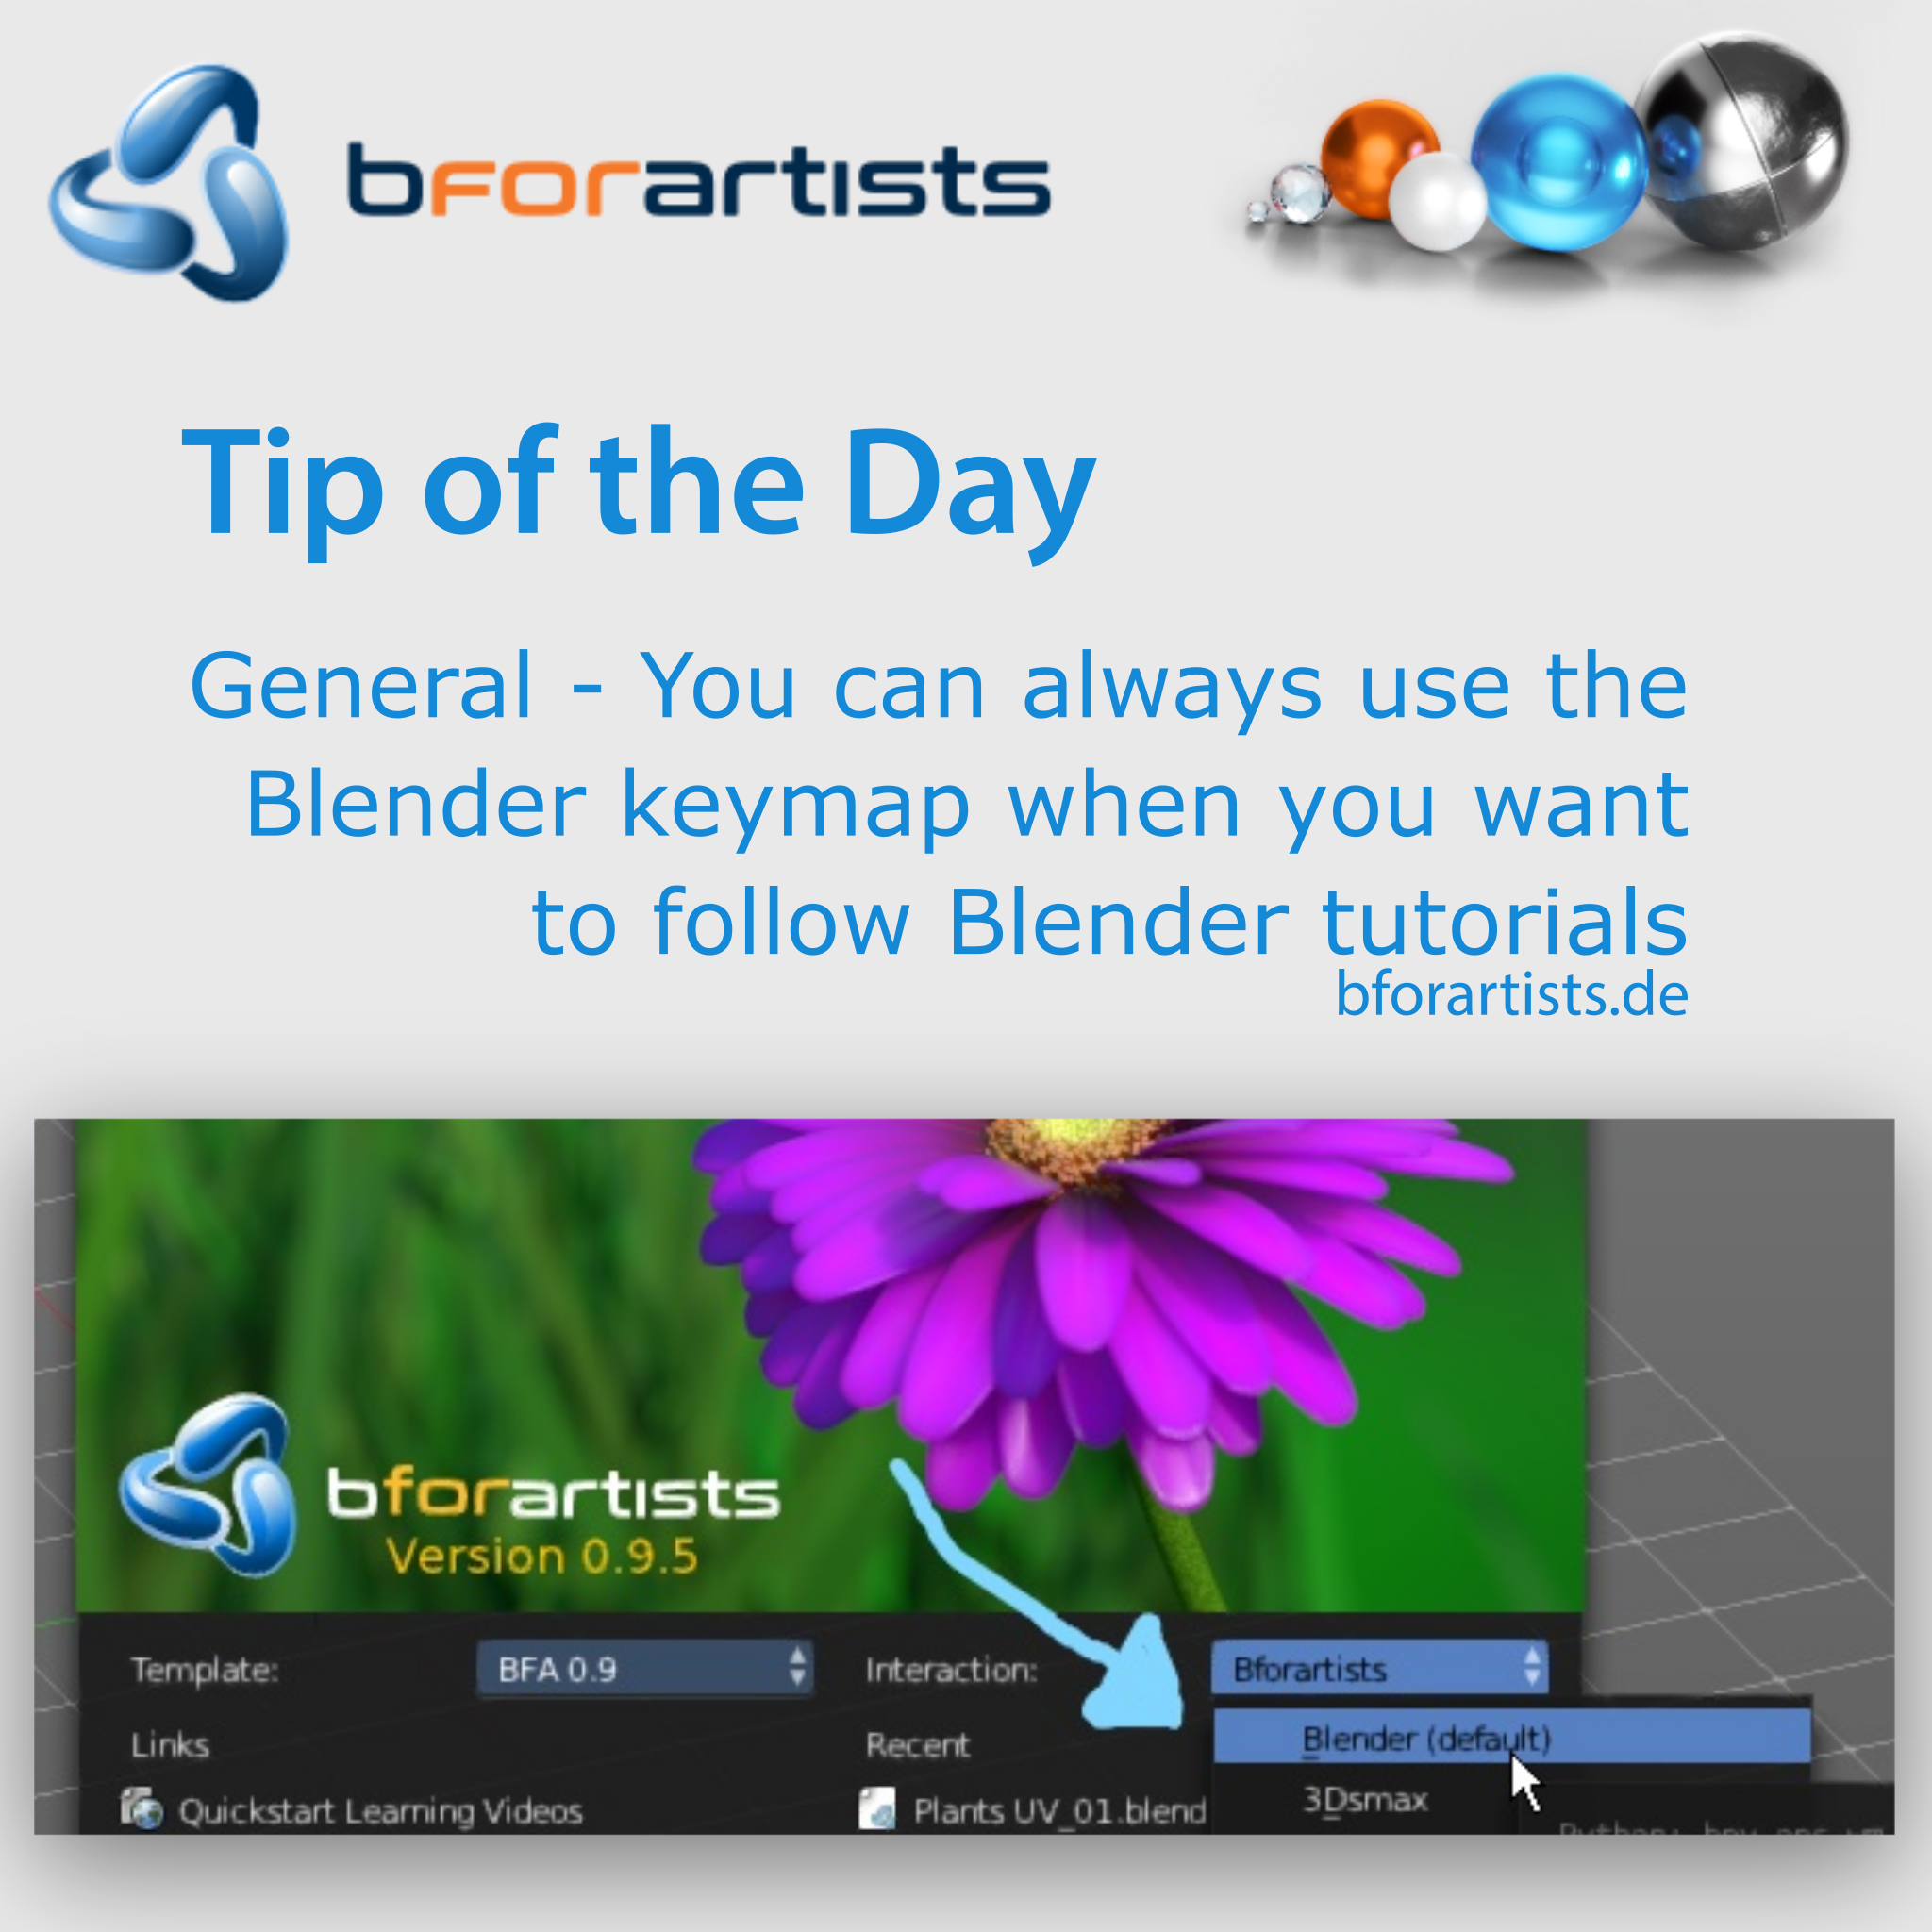 bforartists
Tip of the Day
General - You can always use the
Blender keymap when you want
to follow Blender tutorials
bforartists.de
bforartists
Version 0.9.5
Template: BFA 0.9 Interaction: Bforartists
Links Recent Blender (default)
Quickstart Learning Videos Plants UV_01.blend 3Dsmax